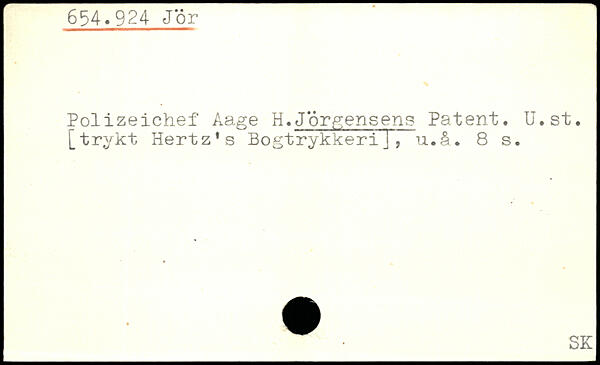 654.924 Jör
Polizeichef Aage H.Jörgensens Patent. U.st.
[trykt Hertz's Bogtrykkeri], u.å. 8 s.
SK